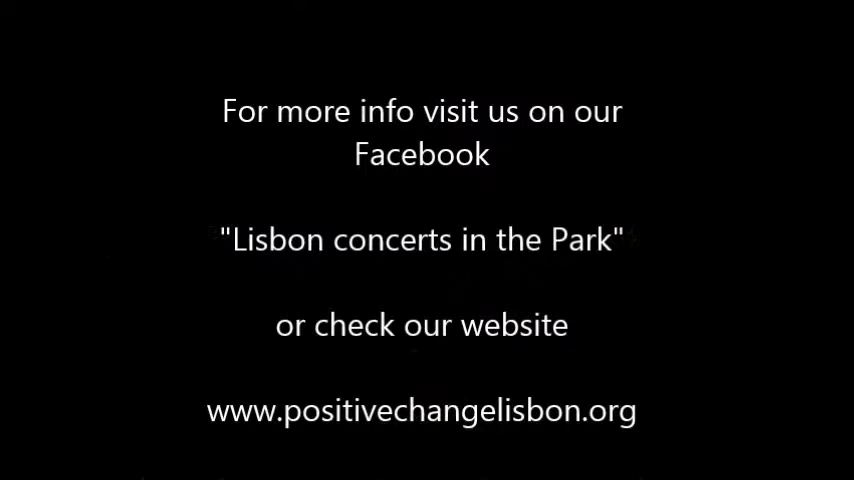 For more info visit us on our
Facebook
"Lisbon concerts in the Park"
or check our website
www.positivechangelisbon.org